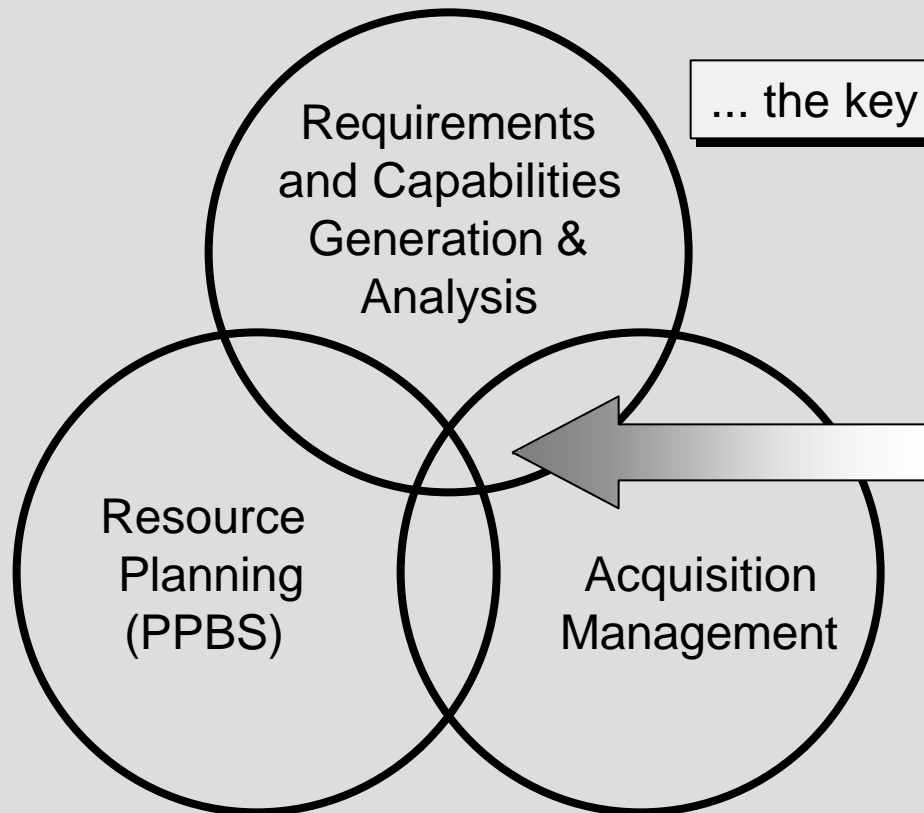 ... the key
Requirements
and Capabilities
Generation &
Analysis
Resource
Planning
(PPBS)
Acquisition
Management